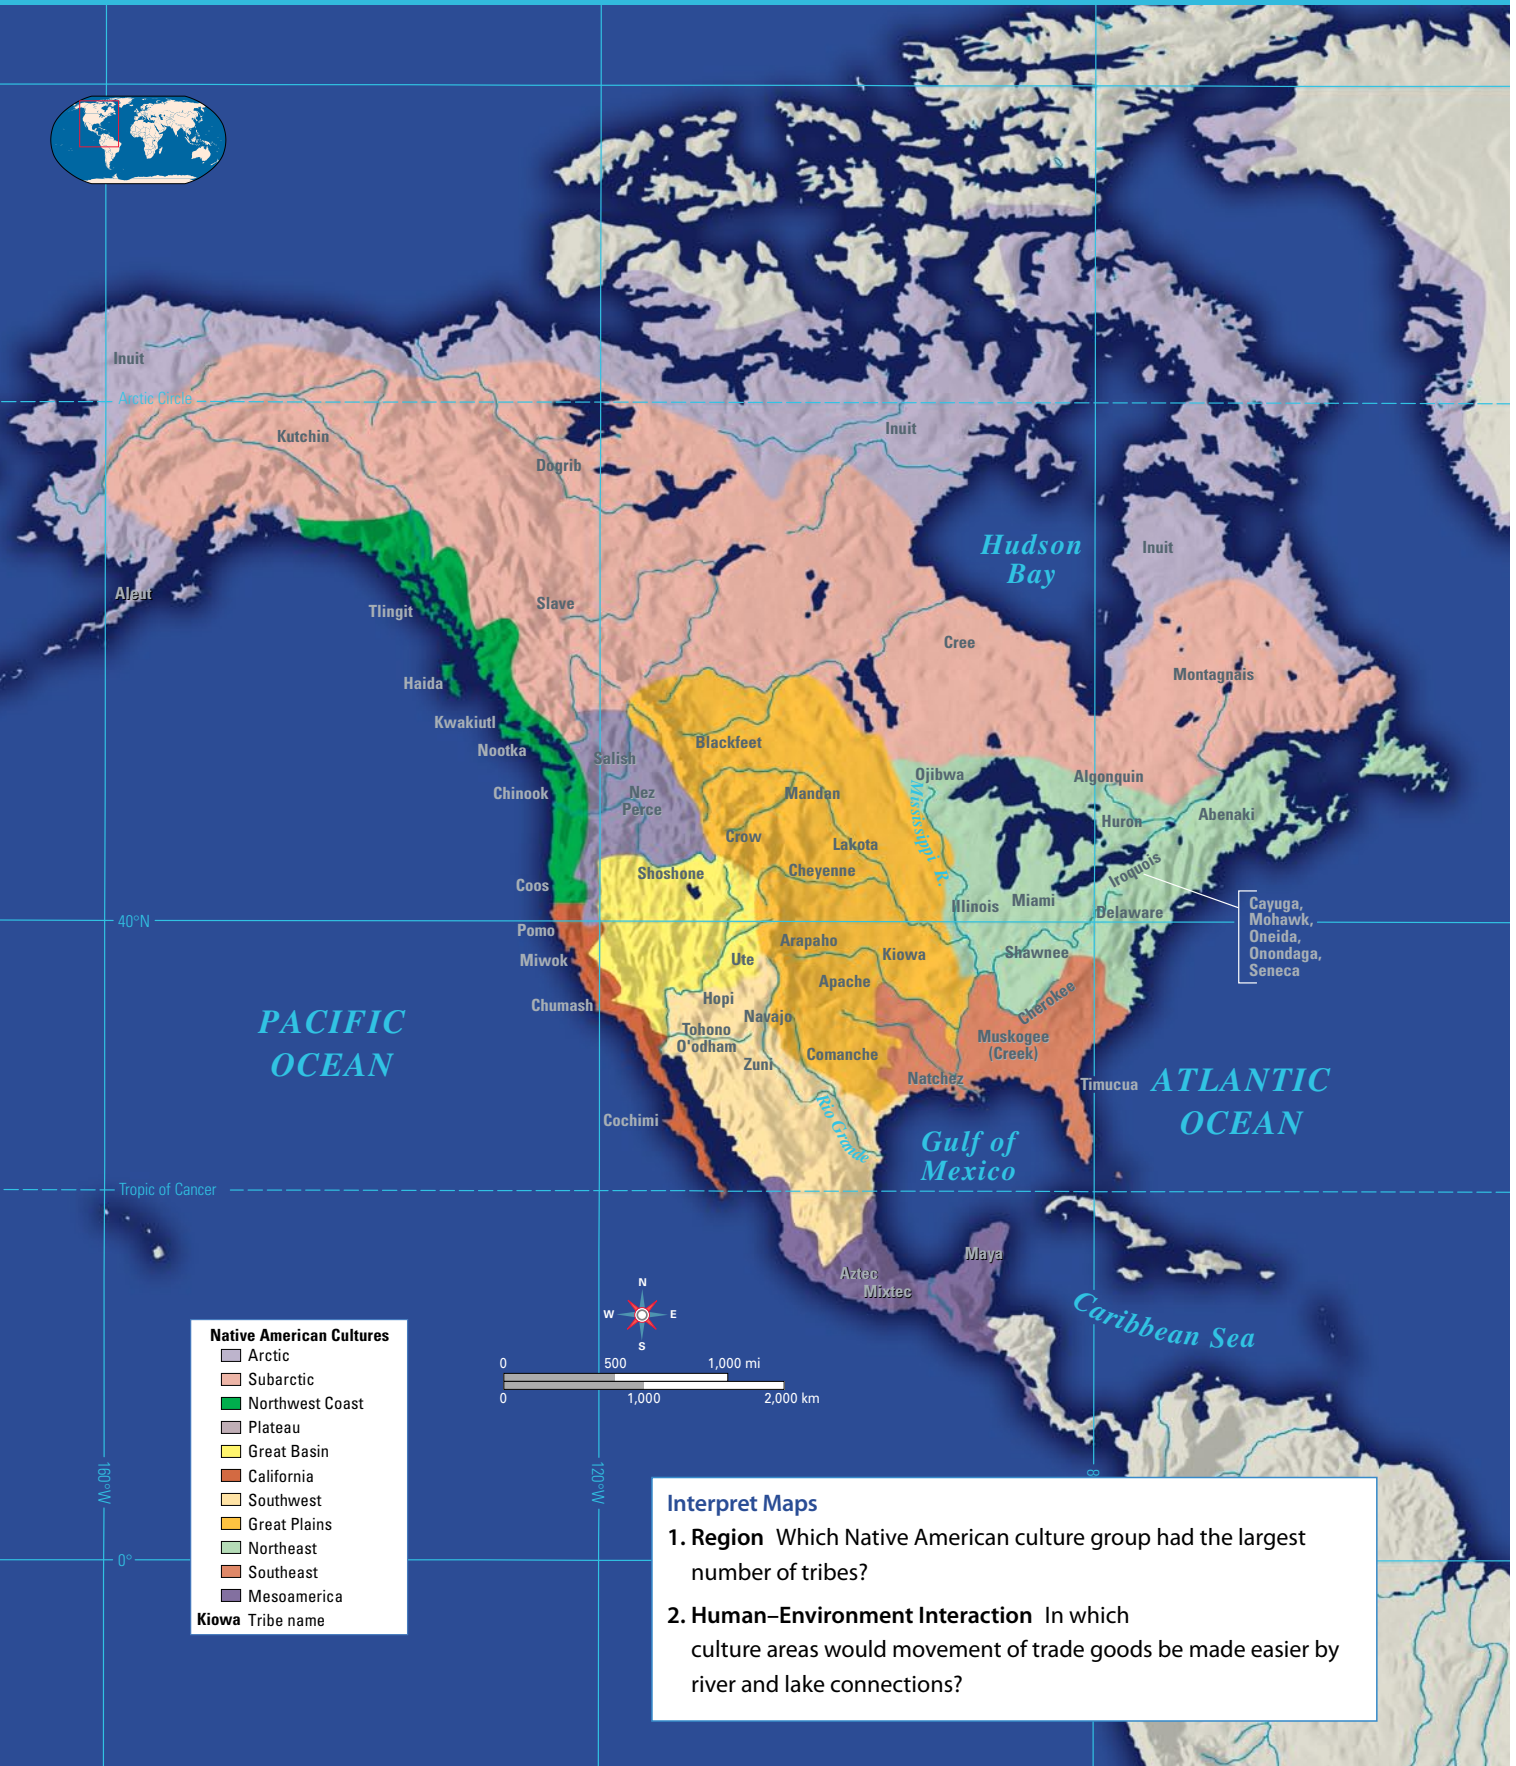 Inuit
Arctic Circle
Kutchin
Dogrib
Inuit
Hudson
Bay
Inuit
Aleut
Tlingit
Slave
Cree
Montagnais
Haida
Kwakiutl
Nootka
Chinook
Salish
Nez
Perce
Blackfeet
Mandan
Crow
Lakota
Cheyenne
Shoshone
Ojibwa
Mississippi R.
Algonquin
Huron
Abenaki
Iroquois
Illinois
Miami
Delaware
Cayuga,
Mohawk,
Oneida,
Onondaga,
Seneca
Coos
40°N
Pomo
Miwok
Chumash
Ute
Arapaho
Kiowa
Apache
Shawnee
Cherokee
Hopi
Navajo
Tohono
O'odham
Zuni
Comanche
Muskogee
(Creek)
Natchez
Timucua
PACIFIC
OCEAN
ATLANTIC
OCEAN
Cochimi
Rio Grande
Gulf of
Mexico
Tropic of Cancer
Maya
Aztec
Mixtec
Caribbean Sea
N
W
E
S
0 500 1,000 mi
0 1,000 2,000 km
Native American Cultures
Arctic
Subarctic
Northwest Coast
Plateau
Great Basin
California
Southwest
Great Plains
Northeast
Southeast
Mesoamerica
Kiowa Tribe name
160°W
120°W
8
0°
Interpret Maps
1. Region Which Native American culture group had the largest
number of tribes?
2. Human–Environment Interaction In which
culture areas would movement of trade goods be made easier by
river and lake connections?